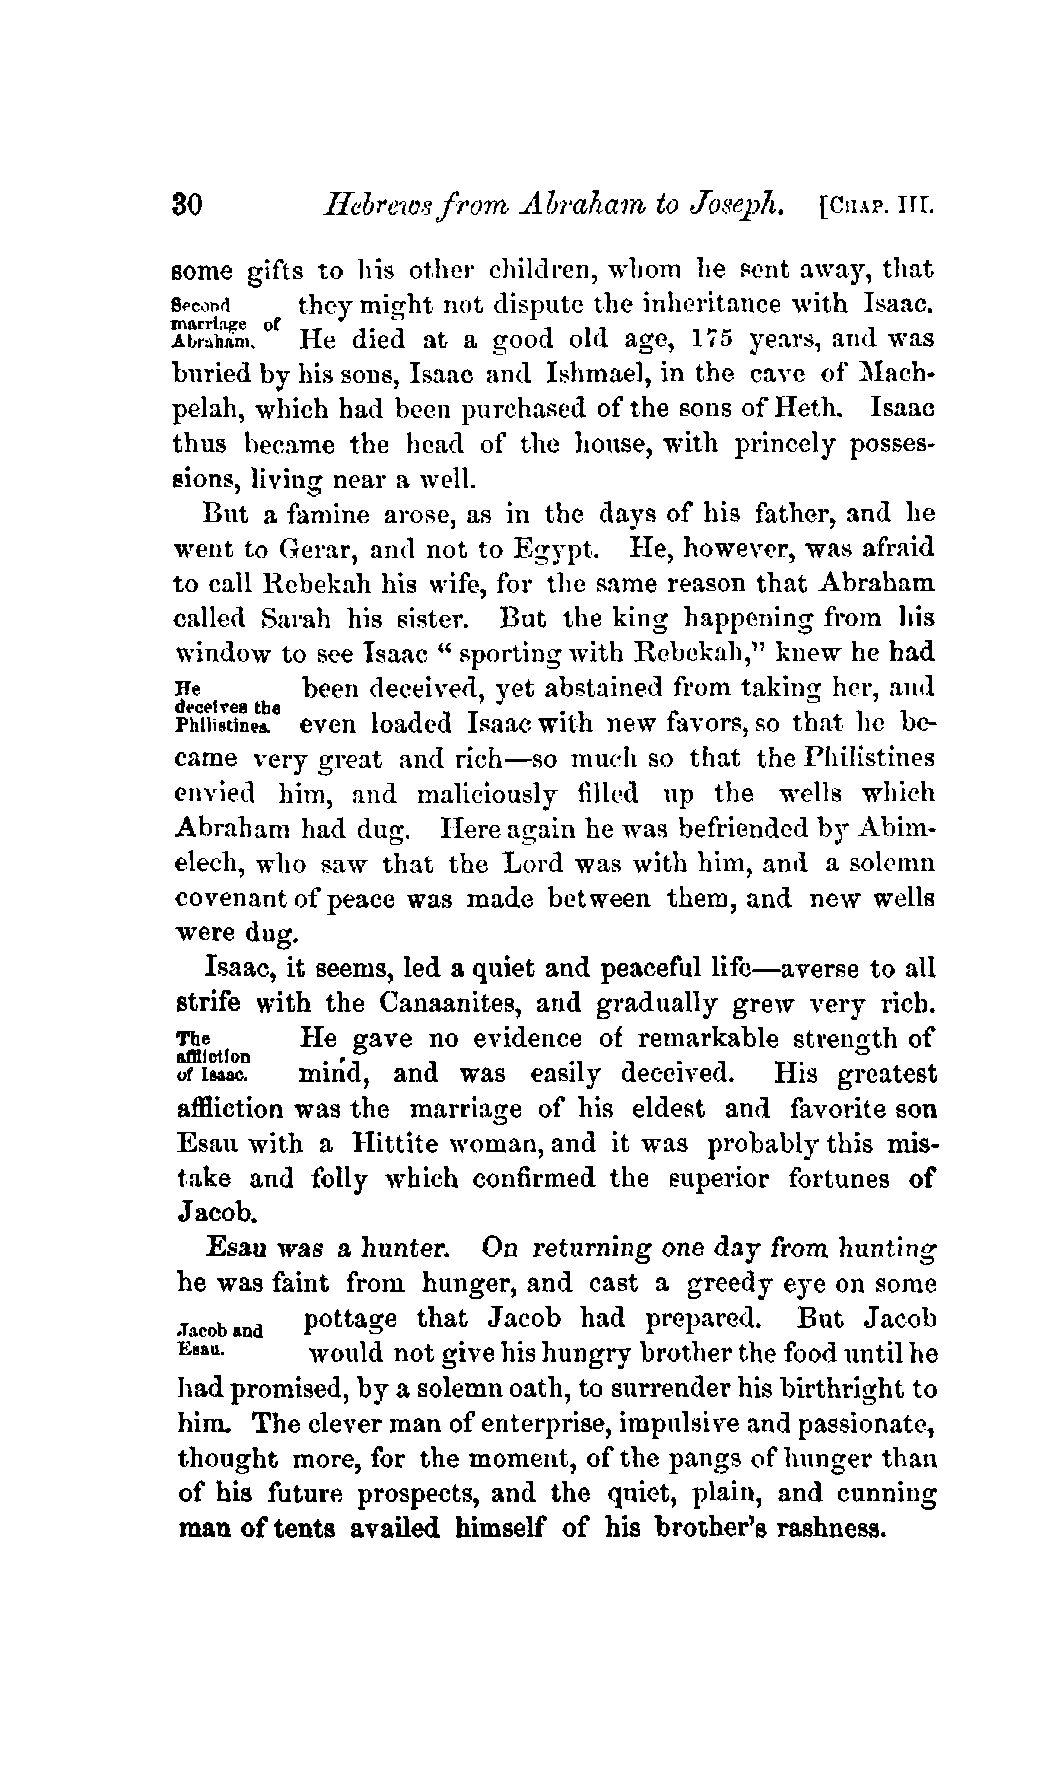 30 Hebrews from Abraham to Joseph. [CHAP. III.
some gifts to his other children, whom he sent away, that
Second
marriage of
Abraham.
they might not dispute the inheritance with Isaac.
He died at a good old age, 175 years, and was
buried by his sons, Isaac and Ishmael, in the cave of Mach-
pelah, which had been purchased of the sons of Heth. Isaac
thus became the head of the house, with princely posses-
sions, living near a well.
But a famine arose, as in the days of his father, and he
went to Gerar, and not to Egypt. He, however, was afraid
to call Rebekah his wife, for the same reason that Abraham
called Sarah his sister. But the king happening from his
window to see Isaac “ sporting with Rebekah,” knew he had
He
deceives the
Philistines.
been deceived, yet abstained from taking her, and
even loaded Isaac with new favors, so that he be-
came very great and rich—so much so that the Philistines
envied him, and maliciously filled up the wells which
Abraham had dug. Here again he was befriended by Abim-
elech, who saw that the Lord was with him, and a solemn
covenant of peace was made between them, and new wells
were dug.
Isaac, it seems, led a quiet and peaceful life—averse to all
strife with the Canaanites, and gradually grew very rich.
The
affliction
of Isaac.
He gave no evidence of remarkable strength of
mind, and was easily deceived. His greatest
affliction was the marriage of his eldest and favorite son
Esau with a Hittite woman, and it was probably this mis-
take and folly which confirmed the superior fortunes of
Jacob.
Esau was a hunter. On returning one day from hunting
he was faint from hunger, and cast a greedy eye on some
Jacob and
Esau.
pottage that Jacob had prepared. But Jacob
would not give his hungry brother the food until he
had promised, by a solemn oath, to surrender his birthright to
him. The clever man of enterprise, impulsive and passionate,
thought more, for the moment, of the pangs of hunger than
of his future prospects, and the quiet, plain, and cunning
man of tents availed himself of his brother’s rashness.